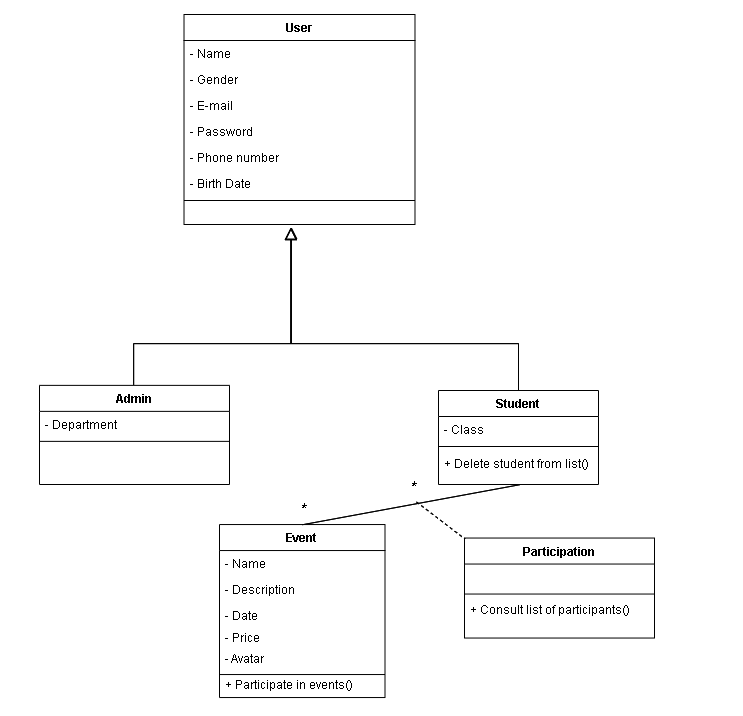 User
- Name
- Gender
- E-mail
- Password
- Phone number
- Birth Date
Admin
- Department
Student
- Class
+ Delete student from list()
*
*
Event
- Name
- Description
- Date
- Price
- Avatar
+ Participate in events()
Participation
+ Consult list of participants()